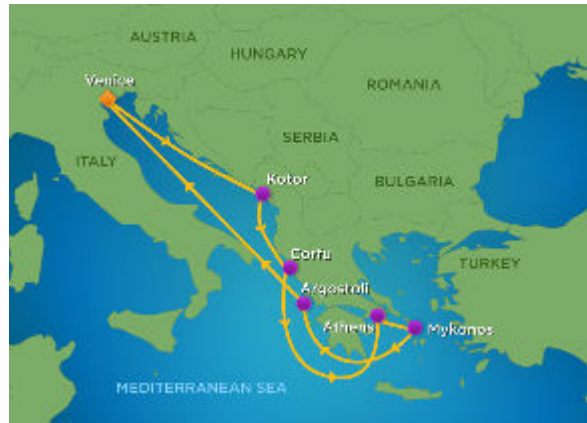 AUSTRIA
HUNGARY
Venice
ROMANIA
SERBIA
ITALY
Kotor
BULGARIA
Corfu
TURKEY
Argostoli
Athens
Mykonos
MEDITERRANEAN SEA